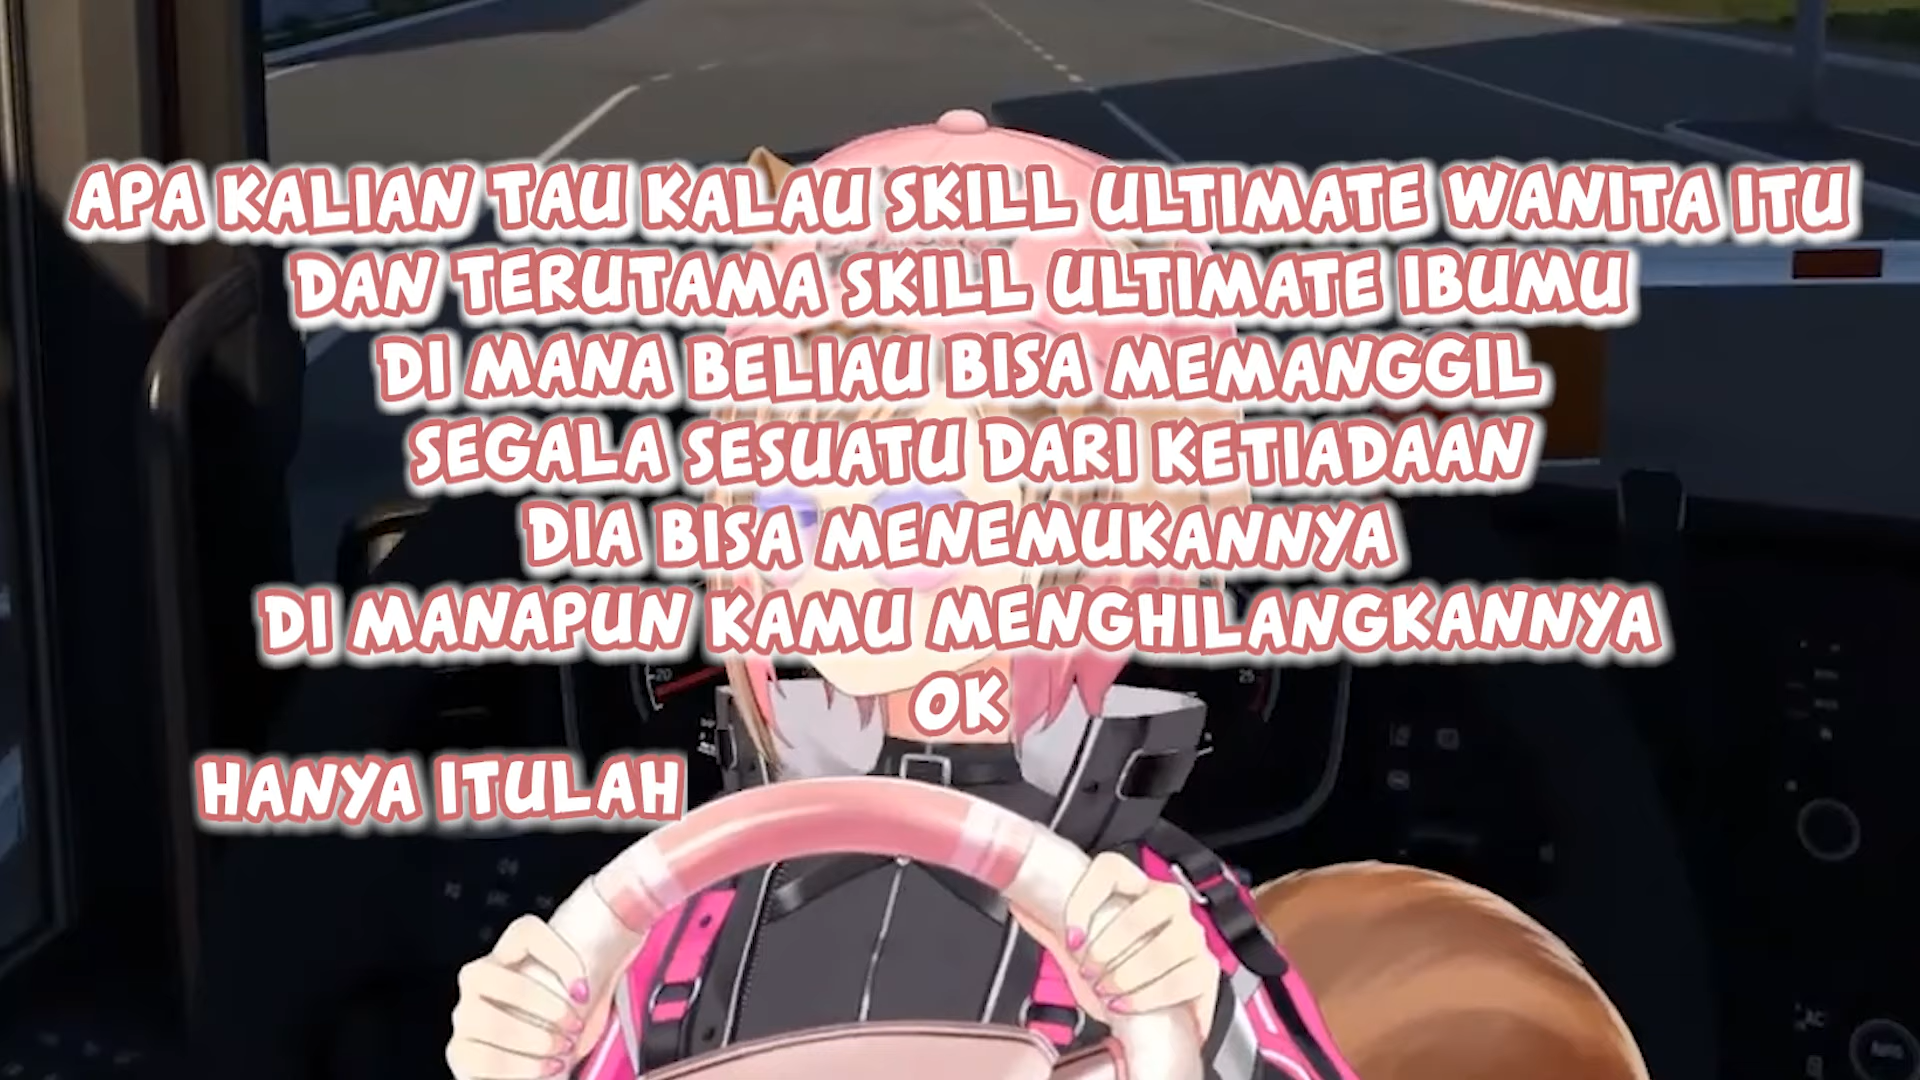 APA KALIAN TAU KALAU SKILL ULTIMATE WANITA ITU
DAN TERUTAMA SKILL ULTIMATE IBUMU
DI MANA BELIAU BISA MEMANGGIL
SEGALA SESUATU DARI KETIADAAN
DIA BISA MENEMUKANNYA
DI MANAPUN KAMU MENGHILANGKANNYA
OK
HANYA ITULAH